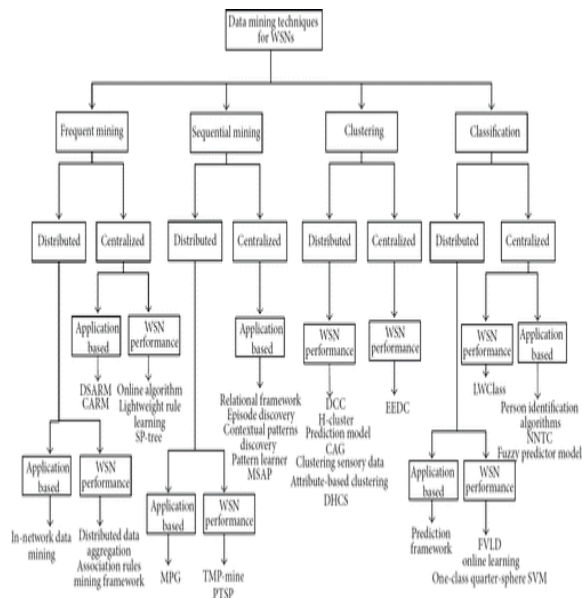 Data mining techniques
for WSNs
Frequent mining
Sequential mining
Clustering
Classification
Distributed
Centralized
Distributed
Centralized
Distributed
Centralized
Distributed
Centralized
Application
based
WSN
performance
Application
based
WSN
performance
WSN
performance
WSN
performance
Application
based
DSARM
CARM
Online algorithm
Lightweight rule
learning
SP-tree
Relational framework
Episode discovery
Contextual patterns
discovery
Pattern learner
MSAP
DCC
H-cluster
Prediction model
CAG
Clustering sensory data
Attribute-based clustering
DHCS
EEDC
LWClass
Person identification
algorithms
NNTC
Fuzzy predictor model
Application
based
WSN
performance
Application
based
WSN
performance
Application
based
WSN
performance
In-network data
mining
Distributed data
aggregation
Association rules
mining framework
MPG
TMP-mine
PTSP
Prediction
framework
FVLD
online learning
One-class quarter-sphere SVM